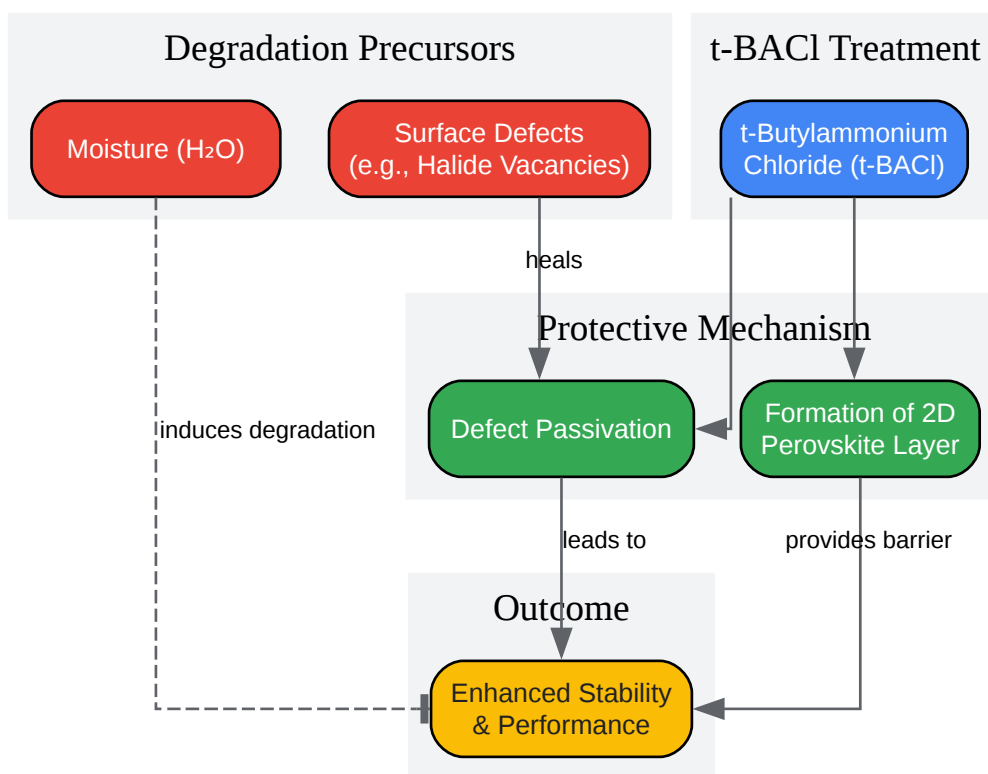 Degradation Precursors
t-BACl Treatment
Moisture (H₂O)
Surface Defects
(e.g., Halide Vacancies)
t-Butylammonium
Chloride (t-BACl)
heals
Protective Mechanism
Defect Passivation
Formation of 2D
Perovskite Layer
induces degradation
leads to
provides barrier
Outcome
Enhanced Stability
& Performance